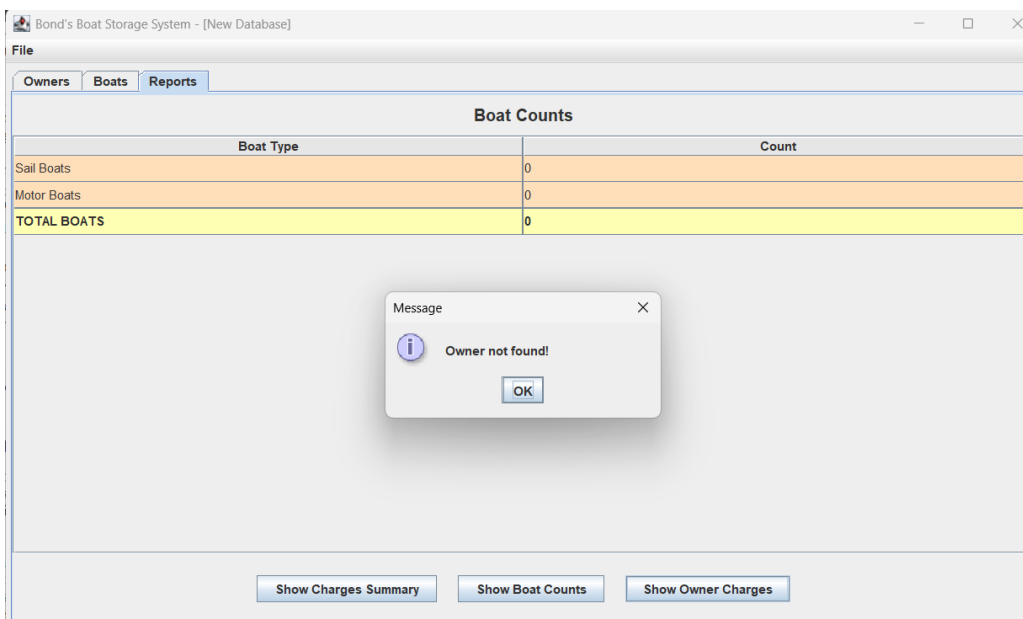 Bond's Boat Storage System - [New Database]
File
Owners Boats Reports
Boat Counts
Boat Type Count
Sail Boats 0
Motor Boats 0
TOTAL BOATS 0
Message
i
Owner not found!
OK
Show Charges Summary Show Boat Counts Show Owner Charges